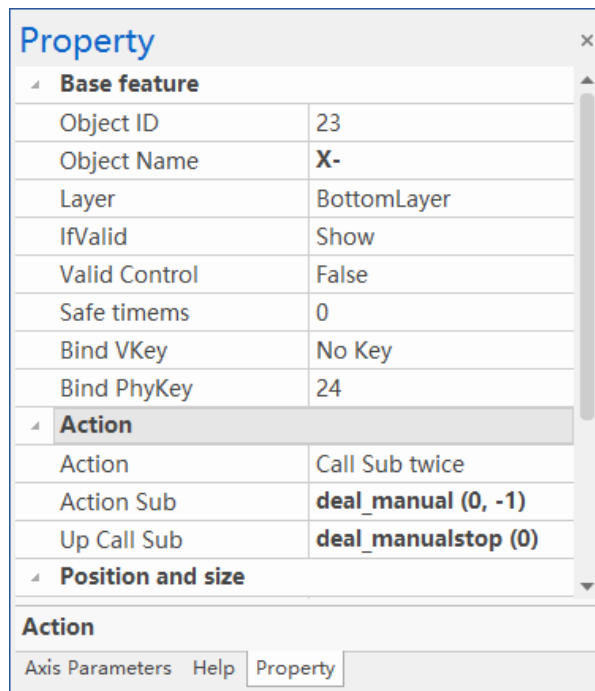 Property
Base feature
Object ID 23
Object Name X-
Layer BottomLayer
IfValid Show
Valid Control False
Safe timems 0
Bind VKey No Key
Bind PhyKey 24
Action
Action Call Sub twice
Action Sub deal_manual (0, -1)
Up Call Sub deal_manualstop (0)
Position and size
Action
Axis Parameters Help Property